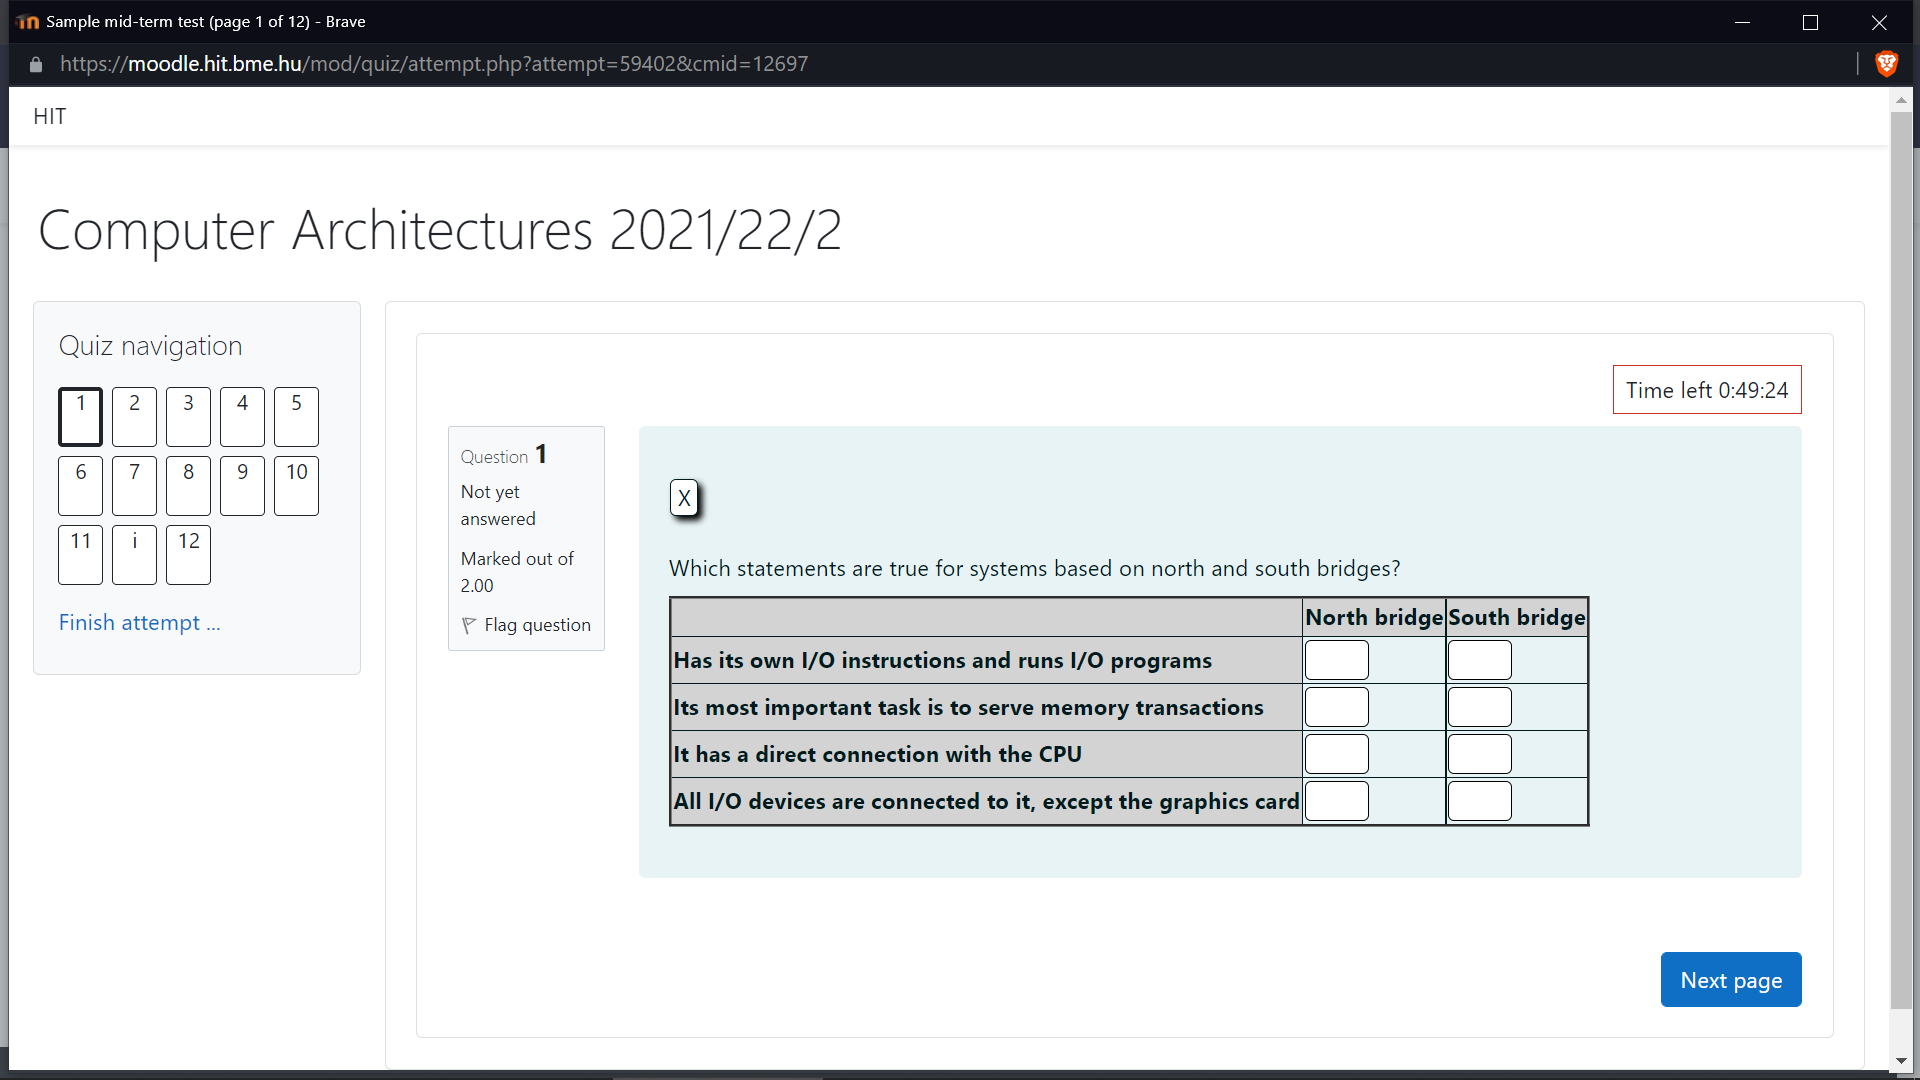 Sample mid-term test (page 1 of 12) - Brave
https://moodle.hit.bme.hu/mod/quiz/attempt.php?attempt=59402&cmid=12697
HIT
Computer Architectures 2021/22/2
Quiz navigation
1 2 3 4 5
6 7 8 9 10
11 i 12
Finish attempt ...
Time left 0:49:24
Question 1
Not yet
answered
Marked out of
2.00
Flag question
X
Which statements are true for systems based on north and south bridges?
North bridge South bridge
Has its own I/O instructions and runs I/O programs
Its most important task is to serve memory transactions
It has a direct connection with the CPU
All I/O devices are connected to it, except the graphics card
Next page